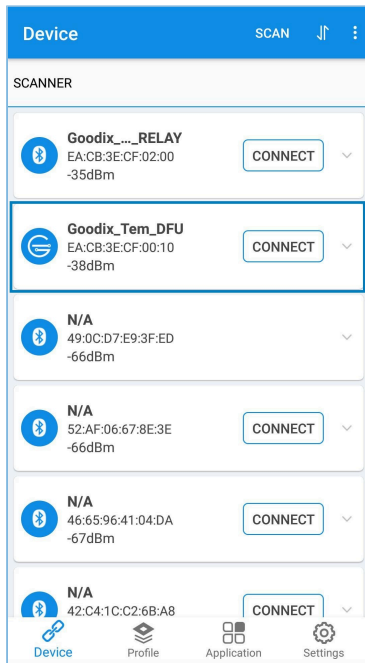 Device SCAN
SCANNER
Goodix_..._RELAY
EA:CB:3E:CF:02:00 CONNECT
-35dBm
Goodix_Tem_DFU
EA:CB:3E:CF:00:10 CONNECT
-38dBm
N/A
49:0C:D7:E9:3F:ED
-66dBm
N/A
52:AF:06:67:8E:3E CONNECT
-66dBm
N/A
46:65:96:41:04:DA CONNECT
-67dBm
N/A
42:C4:1C:C2:6B:A8 CONNECT
Device Profile Application Settings